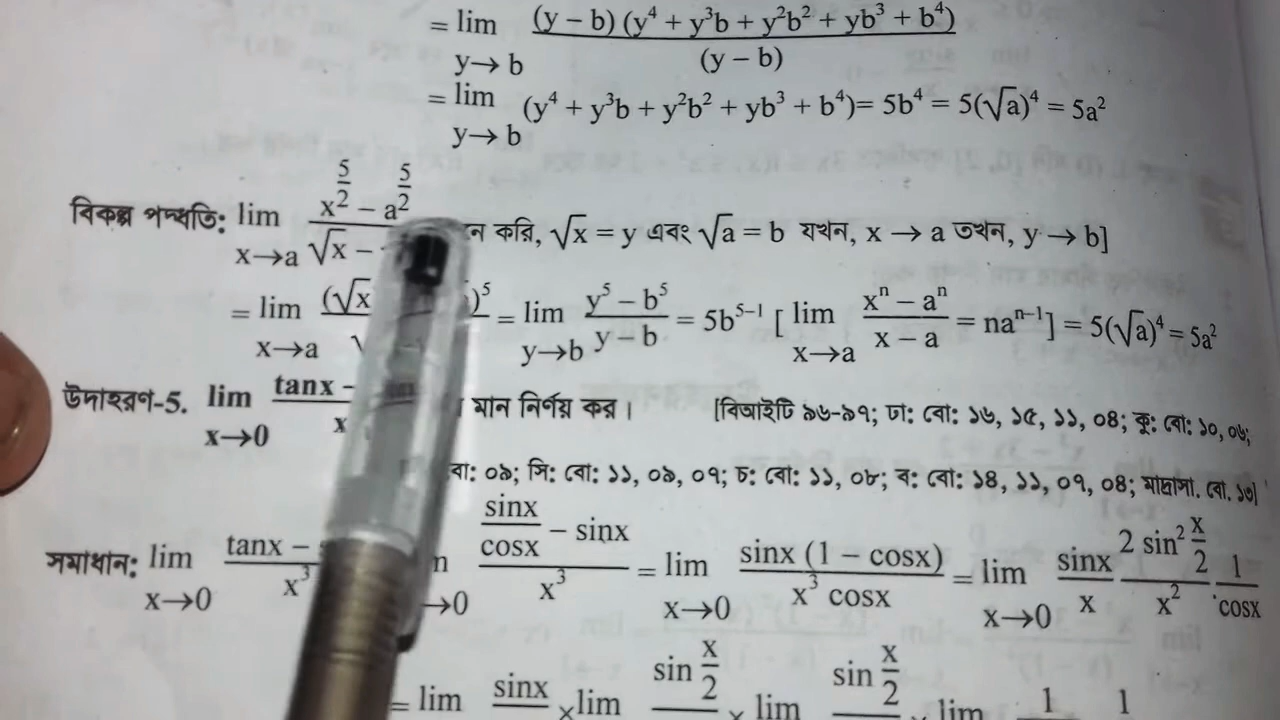 = lim (y – b) (y⁴ + y³b + y²b² + yb³ + b⁴)
y→ b (y – b)
= lim (y⁴ + y³b + y²b² + yb³ + b⁴)= 5b⁴ = 5(√a)⁴ = 5a²
y→ b
বিকল্প পদ্ধতি: lim x^(5/2) – a^(5/2) করি, √x = y এবং √a = b যখন, x → a তখন, y → b]
x→a √x –
= lim (√x )⁵ = lim y⁵ – b⁵ = 5b⁵⁻¹ [ lim xⁿ – aⁿ = naⁿ⁻¹] = 5(√a)⁴ = 5a²
x→a y→b y – b x→a x – a
উদাহরণ-5. lim tanx – মান নির্ণয় কর। [বিআইটি ৯৬-৯৭; ঢা: বো: ১৬, ১৫, ১১, ০৪; কু: বো: ১০, ০৬;
x→0 x
বো: ০৯; সি: বো: ১১, ০৯, ০৭; চ: বো: ১১, ০৮; ব: বো: ১৪, ১১, ০৭, ০৪; মাদ্রাসা. বো. ১৩]
সমাধান: lim tanx – sinx/cosx – sinx = lim sinx (1 – cosx) = lim sinx 2 sin² x/2 1
x→0 x³ →0 x³ x→0 x³ cosx x→0 x x² cosx
= lim sinx ×lim sin x/2 × lim sin x/2 × lim 1 1